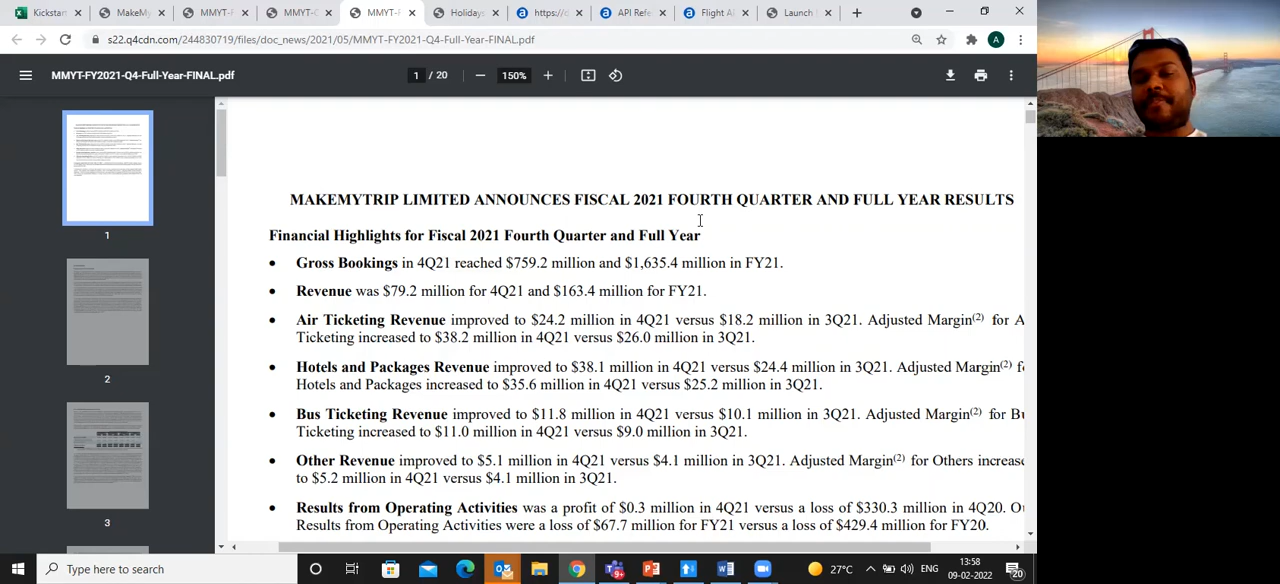 Kickstart
MakeMy
MMYT-F
MMYT-C
MMYT-F
Holidays
https://d
API Refe
Flight A
Launch
s22.q4cdn.com/244830719/files/doc_news/2021/05/MMYT-FY2021-Q4-Full-Year-FINAL.pdf
A
MMYT-FY2021-Q4-Full-Year-FINAL.pdf
1 / 20
150%
1
2
3
MAKEMYTRIP LIMITED ANNOUNCES FISCAL 2021 FOURTH QUARTER AND FULL YEAR RESULTS
Financial Highlights for Fiscal 2021 Fourth Quarter and Full Year
• Gross Bookings in 4Q21 reached $759.2 million and $1,635.4 million in FY21.
• Revenue was $79.2 million for 4Q21 and $163.4 million for FY21.
• Air Ticketing Revenue improved to $24.2 million in 4Q21 versus $18.2 million in 3Q21. Adjusted Margin(2) for A
Ticketing increased to $38.2 million in 4Q21 versus $26.0 million in 3Q21.
• Hotels and Packages Revenue improved to $38.1 million in 4Q21 versus $24.4 million in 3Q21. Adjusted Margin(2) f
Hotels and Packages increased to $35.6 million in 4Q21 versus $25.2 million in 3Q21.
• Bus Ticketing Revenue improved to $11.8 million in 4Q21 versus $10.1 million in 3Q21. Adjusted Margin(2) for Bu
Ticketing increased to $11.0 million in 4Q21 versus $9.0 million in 3Q21.
• Other Revenue improved to $5.1 million in 4Q21 versus $4.1 million in 3Q21. Adjusted Margin(2) for Others increase
to $5.2 million in 4Q21 versus $4.1 million in 3Q21.
• Results from Operating Activities was a profit of $0.3 million in 4Q21 versus a loss of $330.3 million in 4Q20. O
Results from Operating Activities were a loss of $67.7 million for FY21 versus a loss of $429.4 million for FY20.
Type here to search
27°C
ENG
13:58
09-02-2022
20